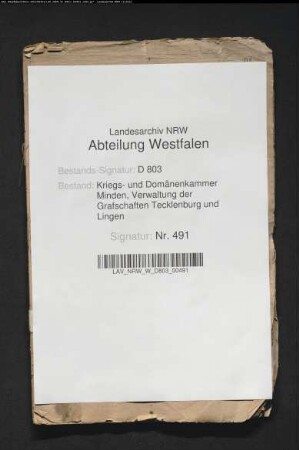 Landesarchiv NRW
Abteilung Westfalen
Bestands-Signatur: D 803
Bestand: Kriegs- und Domänenkammer
Minden, Verwaltung der
Grafschaften Tecklenburg und
Lingen
Signatur: Nr. 491
LAV_NRW_W_D803_00491